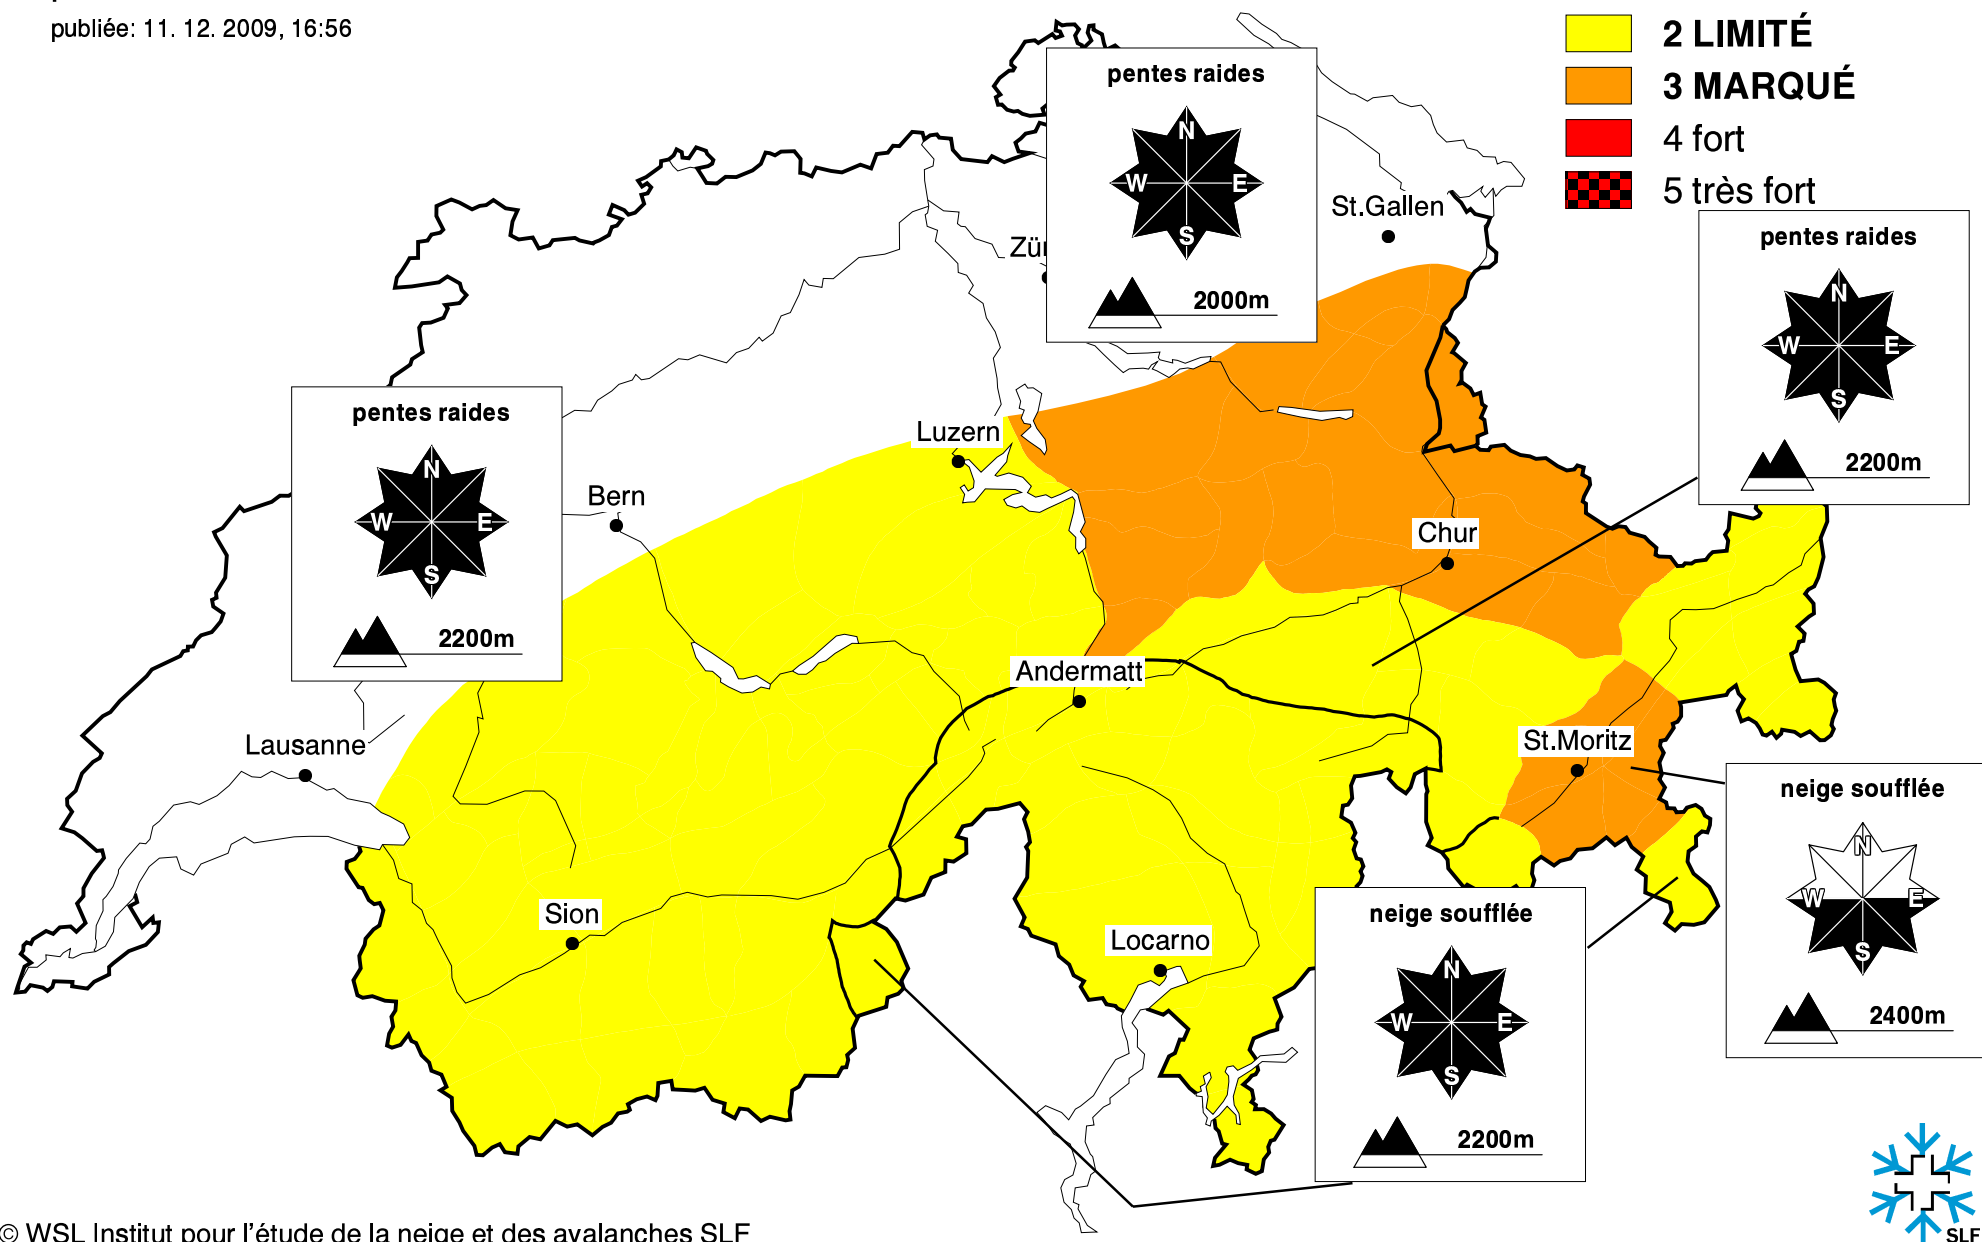 publiée: 11. 12. 2009, 16:56
2 LIMITÉ
3 MARQUÉ
4 fort
5 très fort
pentes raides
N
W E
S
2000m
St.Gallen
Zür
pentes raides
N
W E
S
2200m
pentes raides
N
W E
S
2200m
Luzern
Bern
Chur
Andermatt
Lausanne
St.Moritz
neige soufflée
N
W E
S
2400m
Sion
Locarno
neige soufflée
N
W E
S
2200m
© WSL Institut pour l'étude de la neige et des avalanches SLF
SLF